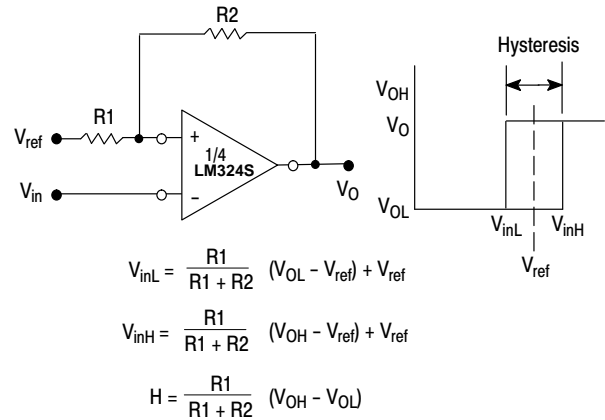 R2
Hysteresis
R1
V_OH
V_ref
+
1/4
LM324S
V_O
V_in
–
V_O
V_OL
V_inL
V_inH
V_ref
V_inL = R1 / (R1 + R2) (V_OL – V_ref) + V_ref
V_inH = R1 / (R1 + R2) (V_OH – V_ref) + V_ref
H = R1 / (R1 + R2) (V_OH – V_OL)